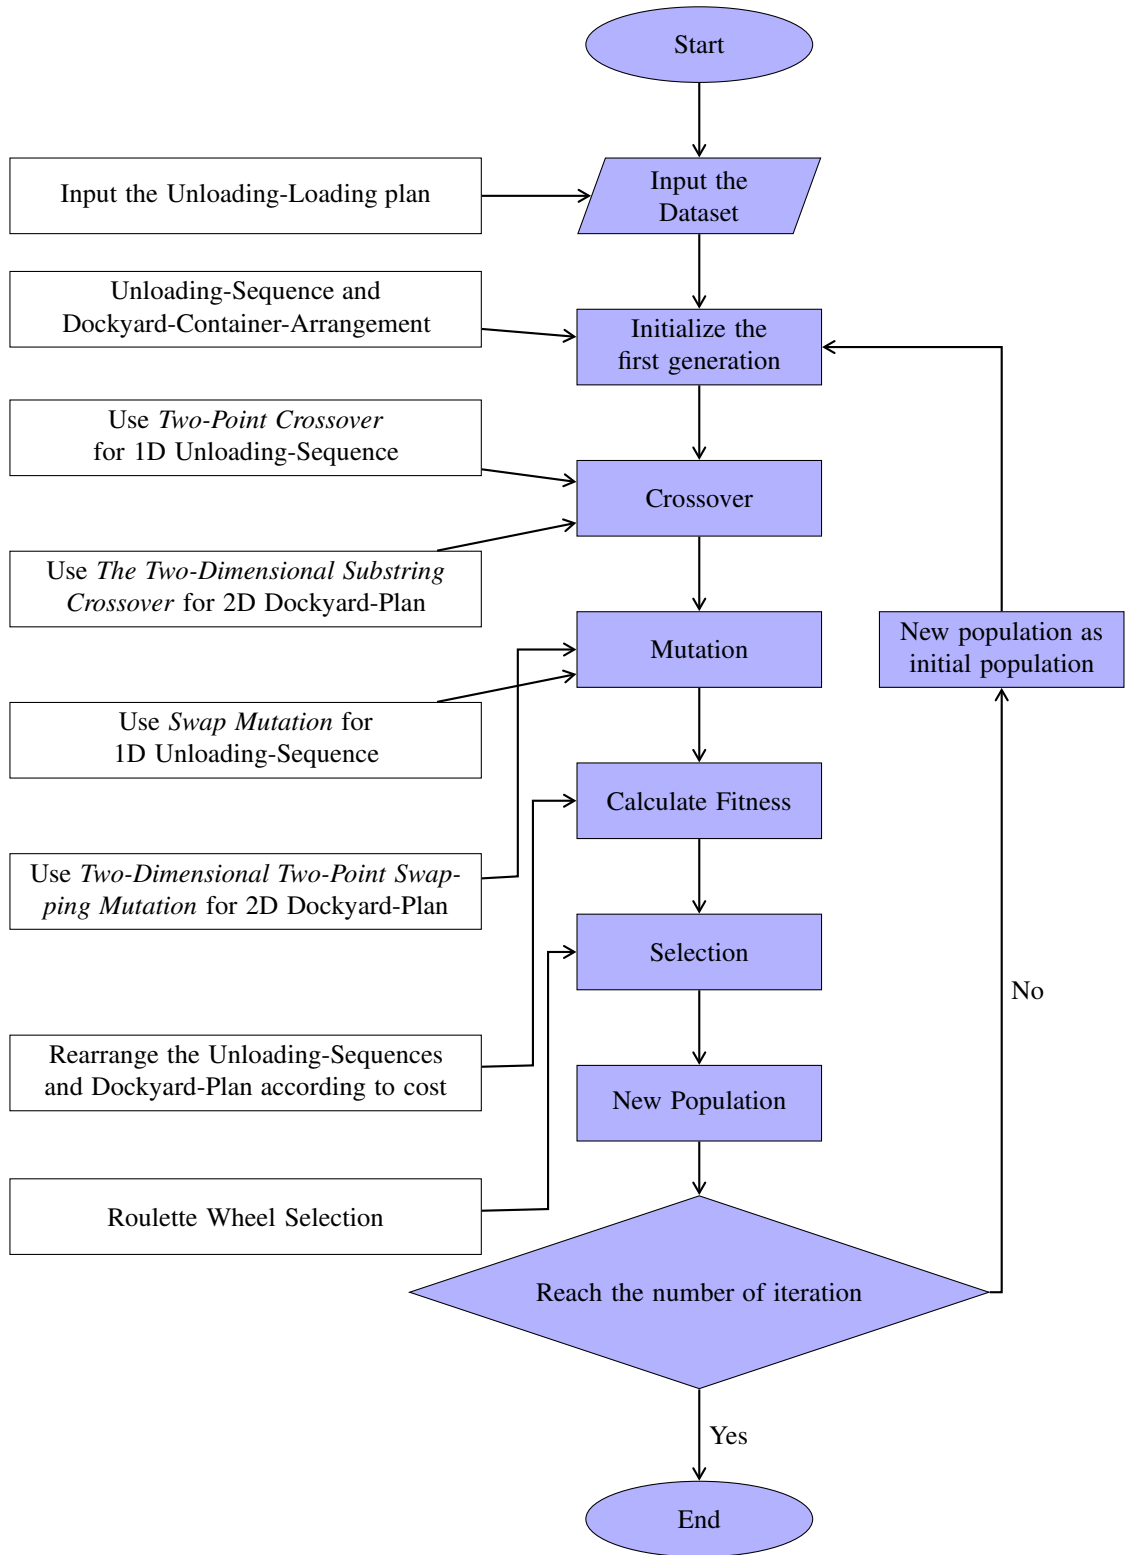 Start
Input the Unloading-Loading plan
Input the
Dataset
Unloading-Sequence and
Dockyard-Container-Arrangement
Initialize the
first generation
Use Two-Point Crossover
for 1D Unloading-Sequence
Crossover
Use The Two-Dimensional Substring
Crossover for 2D Dockyard-Plan
Mutation
New population as
initial population
Use Swap Mutation for
1D Unloading-Sequence
Calculate Fitness
Use Two-Dimensional Two-Point Swap-
ping Mutation for 2D Dockyard-Plan
Selection
No
Rearrange the Unloading-Sequences
and Dockyard-Plan according to cost
New Population
Roulette Wheel Selection
Reach the number of iteration
Yes
End